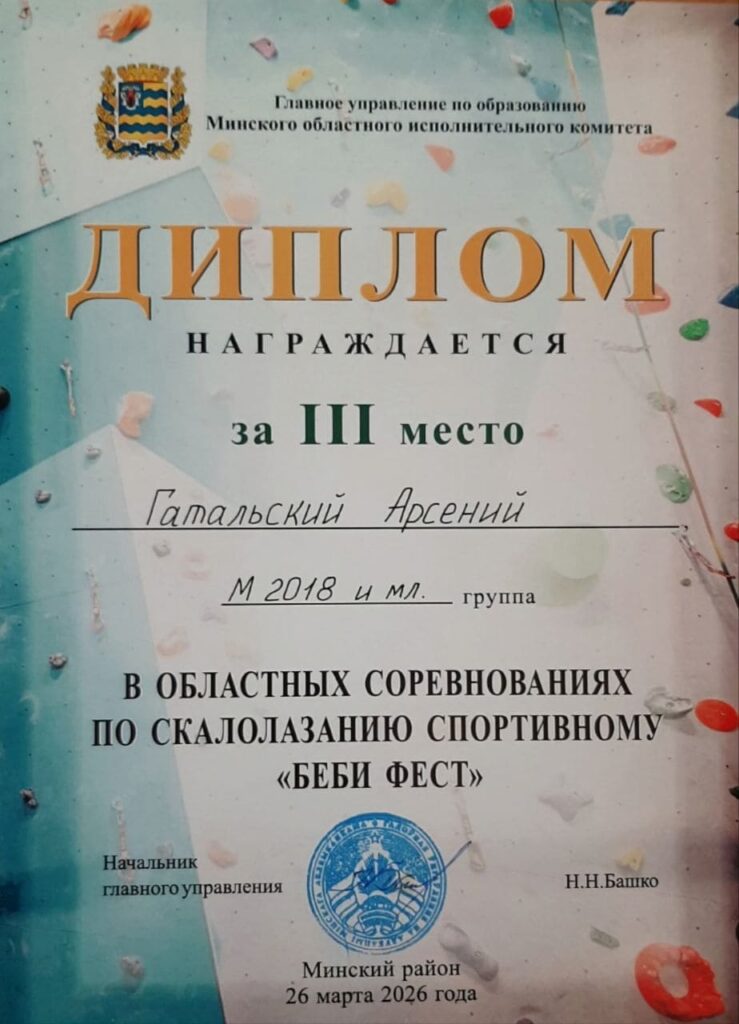 Главное управление по образованию
Минского областного исполнительного комитета
ДИПЛОМ
НАГРАЖДАЕТСЯ
за III место
Гатальский Арсений
М 2018 и мл. группа
В ОБЛАСТНЫХ СОРЕВНОВАНИЯХ
ПО СКАЛОЛАЗАНИЮ СПОРТИВНОМУ
«БЕБИ ФЕСТ»
Начальник
главного управления
Н.Н.Башко
Минский район
26 марта 2026 года